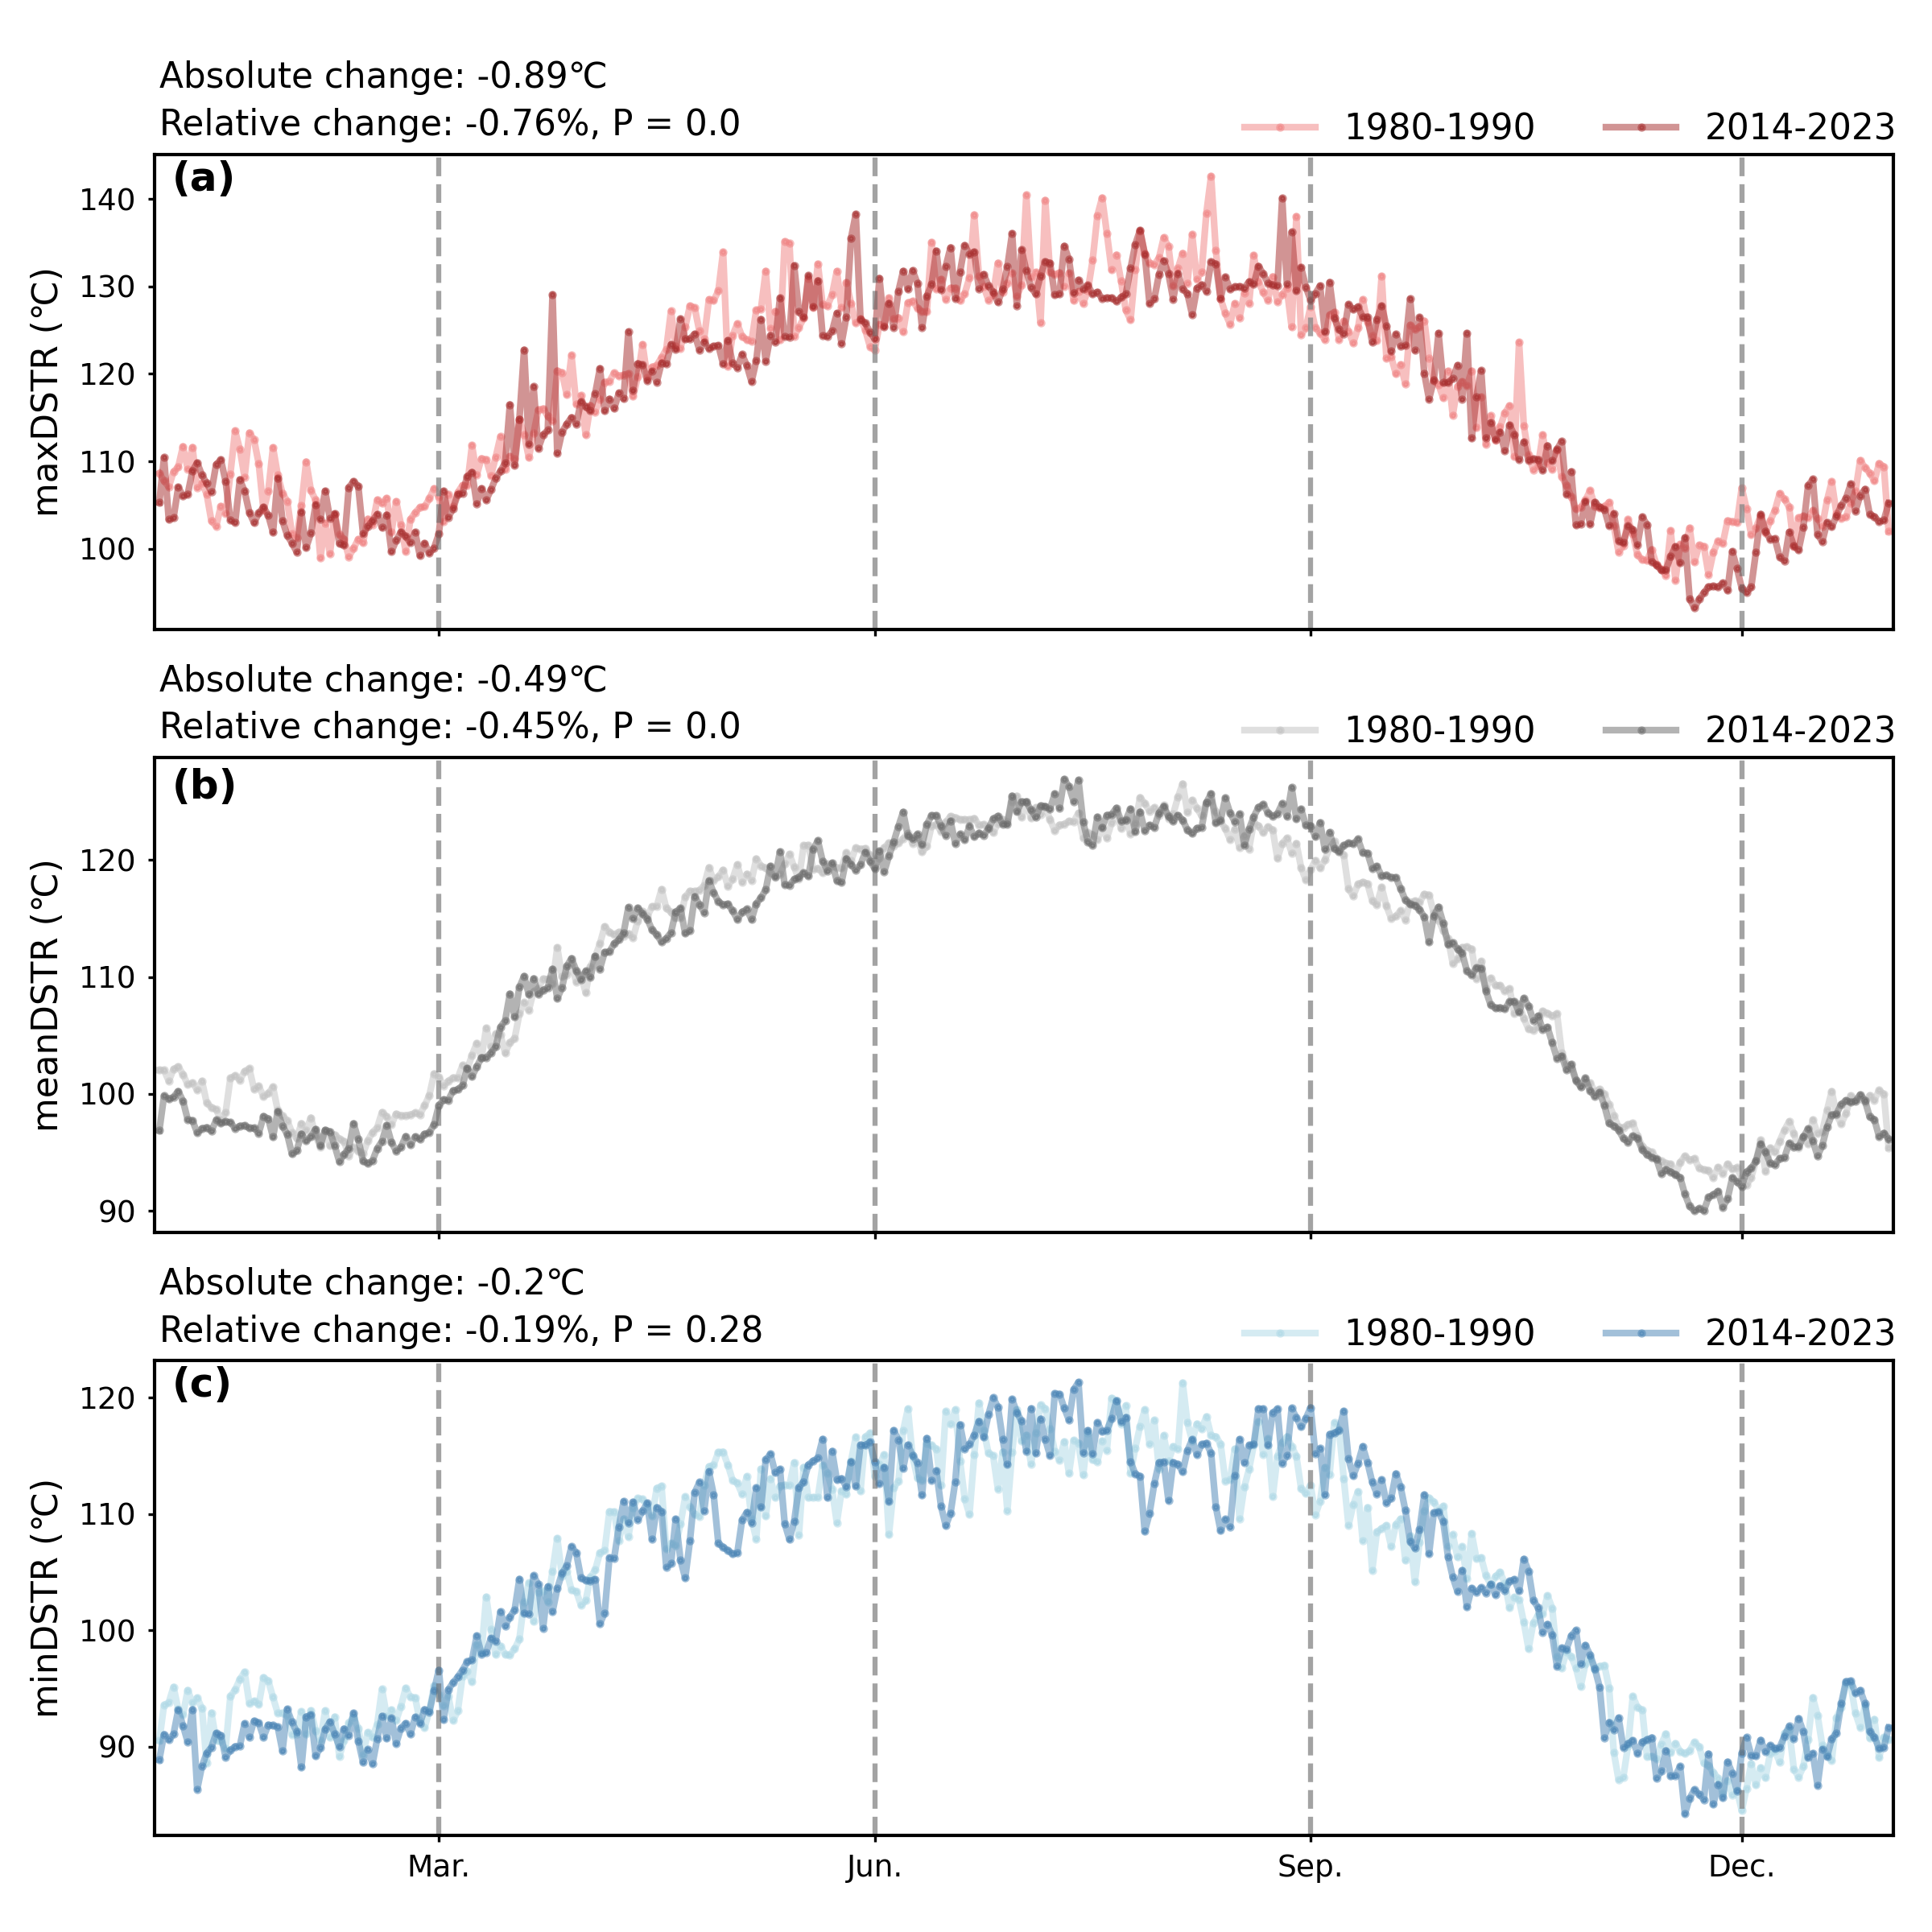 Absolute change: -0.89℃
Relative change: -0.76%, P = 0.0
1980-1990 2014-2023
(a)
140
130
120
110
100
maxDSTR (℃)
Absolute change: -0.49℃
Relative change: -0.45%, P = 0.0
1980-1990 2014-2023
(b)
120
110
100
90
meanDSTR (℃)
Absolute change: -0.2℃
Relative change: -0.19%, P = 0.28
1980-1990 2014-2023
(c)
120
110
100
90
minDSTR (℃)
Mar. Jun. Sep. Dec.